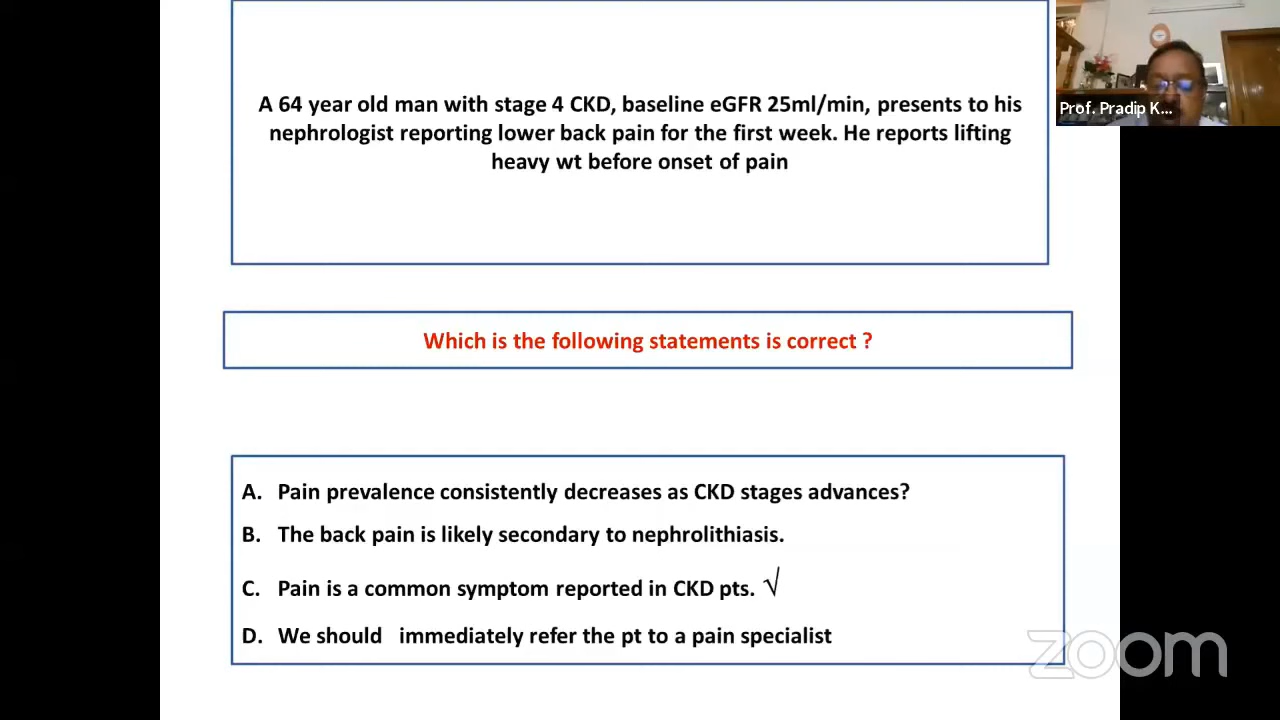 A 64 year old man with stage 4 CKD, baseline eGFR 25ml/min, presents to his
nephrologist reporting lower back pain for the first week. He reports lifting
heavy wt before onset of pain
Prof. Pradip K...
Which is the following statements is correct ?
A. Pain prevalence consistently decreases as CKD stages advances?
B. The back pain is likely secondary to nephrolithiasis.
C. Pain is a common symptom reported in CKD pts. √
D. We should immediately refer the pt to a pain specialist
zoom